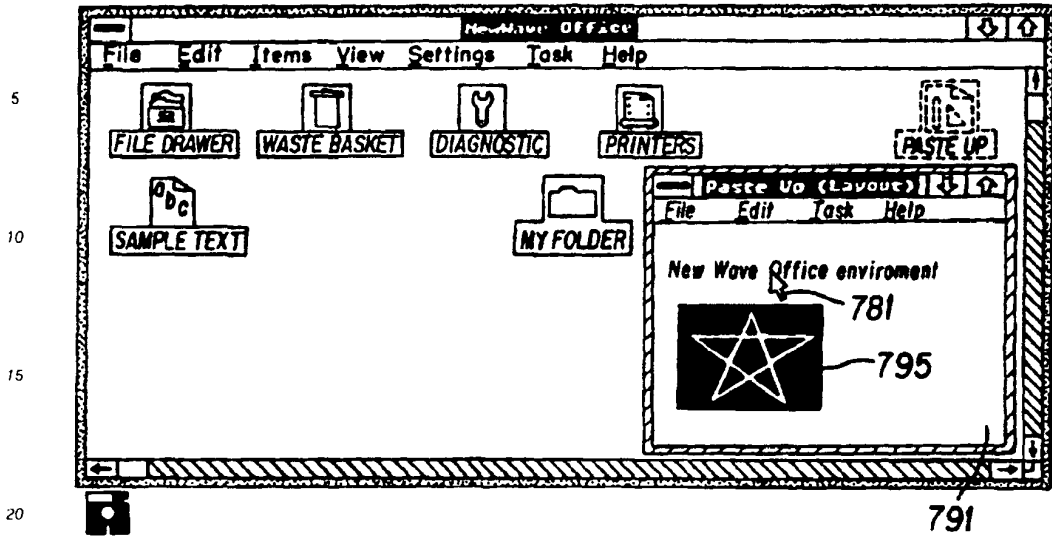 NewWave Office
File Edit Items View Settings Task Help
5
FILE DRAWER WASTE BASKET DIAGNOSTIC PRINTERS PASTE UP
Paste Up (Layout)
File Edit Task Help
abc
10
SAMPLE TEXT MY FOLDER
New Wave Office enviroment
781
15
795
20
791